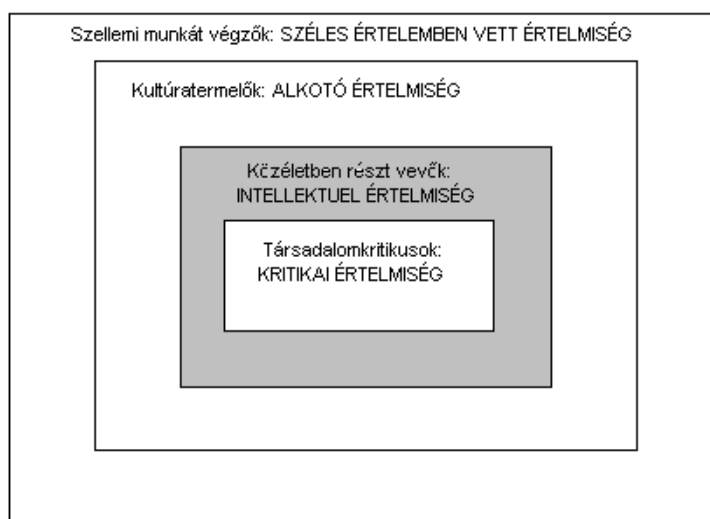 Szellemi munkát végzők: SZÉLES ÉRTELEMBEN VETT ÉRTELMISÉG
Kultúratermelők: ALKOTÓ ÉRTELMISÉG
Közéletben részt vevők:
INTELLEKTUEL ÉRTELMISÉG
Társadalomkritikusok:
KRITIKAI ÉRTELMISÉG